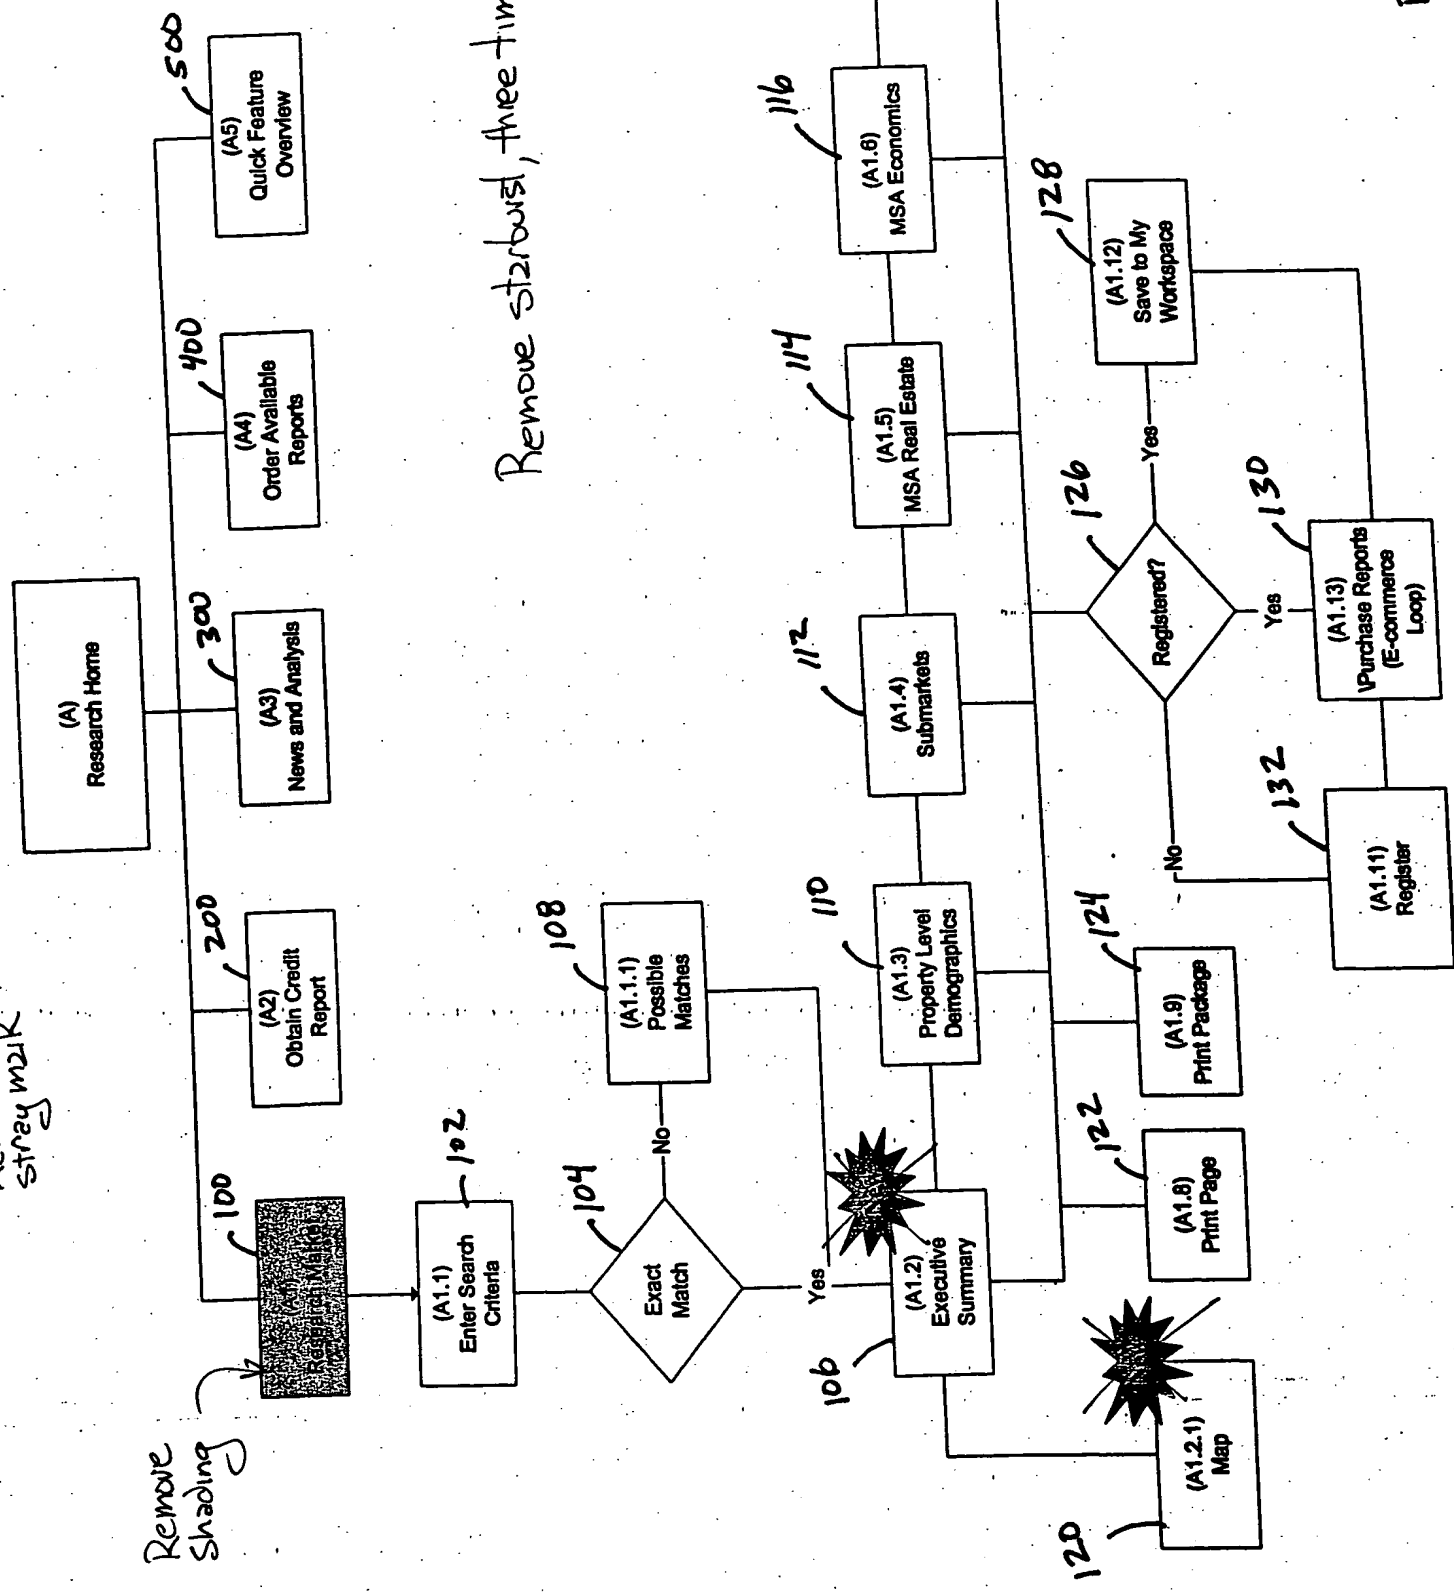 stray mark
(A)
Research Home
Remove
Shading
100
(A1)
Research Market
200
(A2)
Obtain Credit
Report
300
(A3)
News and Analysis
400
(A4)
Order Available
Reports
500
(A5)
Quick Feature
Overview
Remove starburst, three
102
(A1.1)
Enter Search
Criteria
104
Exact
Match
No
108
(A1.1.1)
Possible
Matches
Yes
106
(A1.2)
Executive
Summary
110
(A1.3)
Property Level
Demographics
112
(A1.4)
Submarkets
114
(A1.5)
MSA Real Estate
116
(A1.6)
MSA Economics
120
(A1.2.1)
Map
122
(A1.8)
Print Page
124
(A1.9)
Print Package
126
Registered?
No
Yes
Yes
128
(A1.12)
Save to My
Workspace
132
(A1.11)
Register
130
(A1.13)
\Purchase Reports
(E-commerce
Loop)